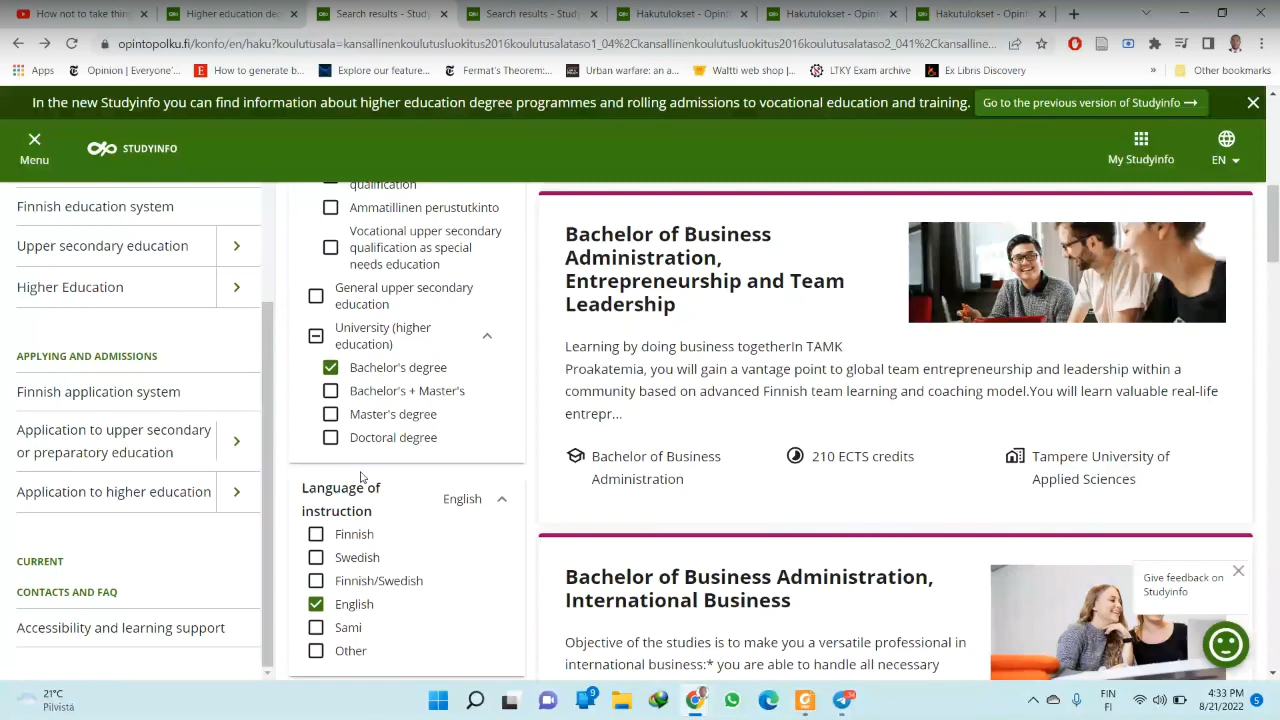 How not to take thin
Higher education dec
Search results - Study
Search results - Study
Hakutulokset - Opint
Hakutulokset - Opint
Hakutulokset - Opint
opintopolku.fi/konfo/en/haku?koulutusala=kansallinenkoulutusluokitus2016koulutusalataso1_04%2Ckansallinenkoulutusluokitus2016koulutusalataso2_041%2Ckansalline...
Apps
Opinion | Everyone'...
How to generate b...
Explore our feature...
Fermat's Theorem:...
Urban warfare: an a...
Waltti web shop |...
LTKY Exam archive
Ex Libris Discovery
»
Other bookmarks
In the new Studyinfo you can find information about higher education degree programmes and rolling admissions to vocational education and training.
Go to the previous version of Studyinfo
Menu
STUDYINFO
My Studyinfo
EN
Finnish education system
Upper secondary education
Higher Education
APPLYING AND ADMISSIONS
Finnish application system
Application to upper secondary
or preparatory education
Application to higher education
CURRENT
CONTACTS AND FAQ
Accessibility and learning support
qualification
Ammatillinen perustutkinto
Vocational upper secondary
qualification as special
needs education
General upper secondary
education
University (higher
education)
Bachelor's degree
Bachelor's + Master's
Master's degree
Doctoral degree
Language of
instruction
English
Finnish
Swedish
Finnish/Swedish
English
Sami
Other
Bachelor of Business
Administration,
Entrepreneurship and Team
Leadership
Learning by doing business togetherIn TAMK
Proakatemia, you will gain a vantage point to global team entrepreneurship and leadership within a
community based on advanced Finnish team learning and coaching model.You will learn valuable real-life
entrepr...
Bachelor of Business
Administration
210 ECTS credits
Tampere University of
Applied Sciences
Bachelor of Business Administration,
International Business
Objective of the studies is to make you a versatile professional in
international business:* you are able to handle all necessary
Give feedback on
Studyinfo
21°C
Pilvistä
9
FIN
FI
4:33 PM
8/21/2022
5